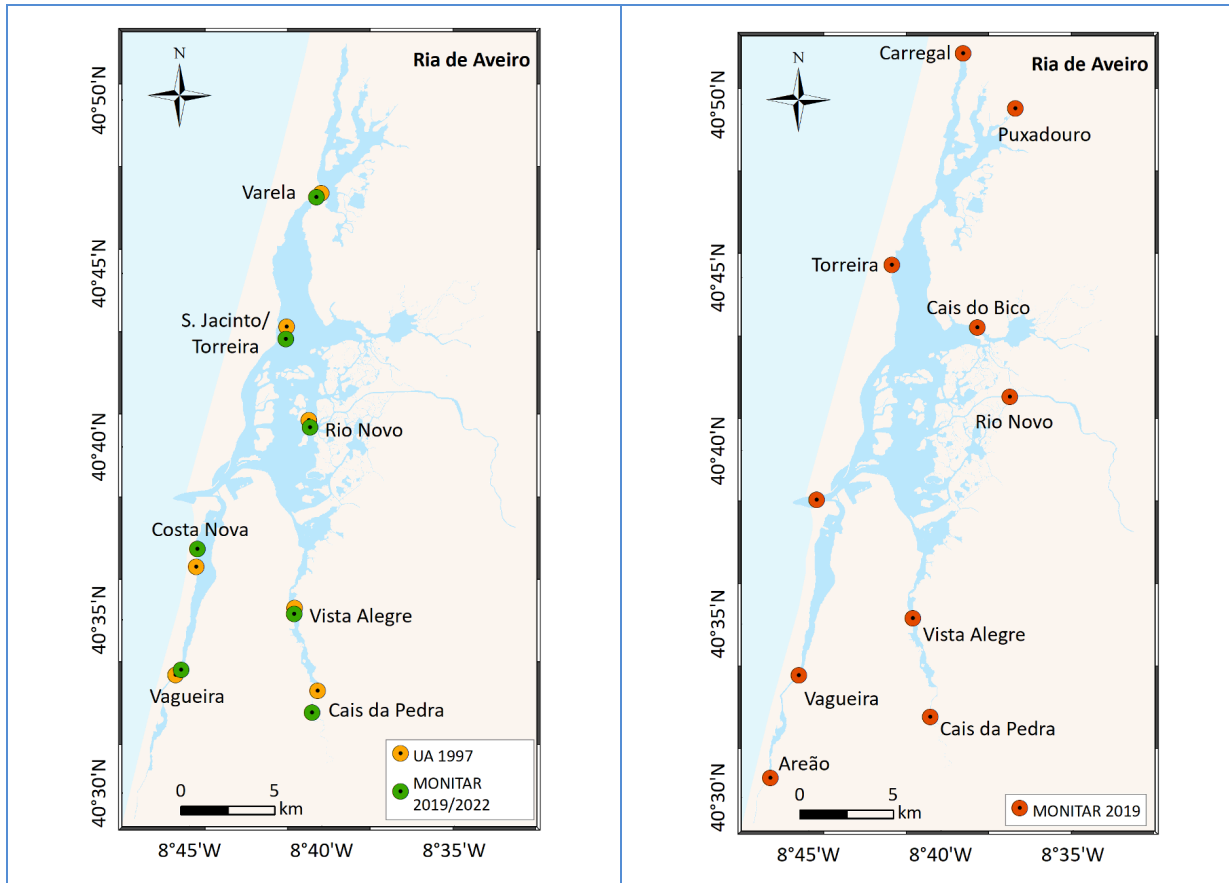 Ria de Aveiro
N
40°50'N
Varela
40°45'N
S. Jacinto/
Torreira
40°40'N
Rio Novo
Costa Nova
40°35'N
Vista Alegre
Vagueira
Cais da Pedra
UA 1997
MONITAR
2019/2022
40°30'N
0 5
km
8°45'W 8°40'W 8°35'W
Carregal
Ria de Aveiro
N
40°50'N
Puxadouro
Torreira
40°45'N
Cais do Bico
Rio Novo
40°40'N
40°35'N
Vista Alegre
Vagueira
Cais da Pedra
Areão
40°30'N
0 5
km
MONITAR 2019
8°45'W 8°40'W 8°35'W